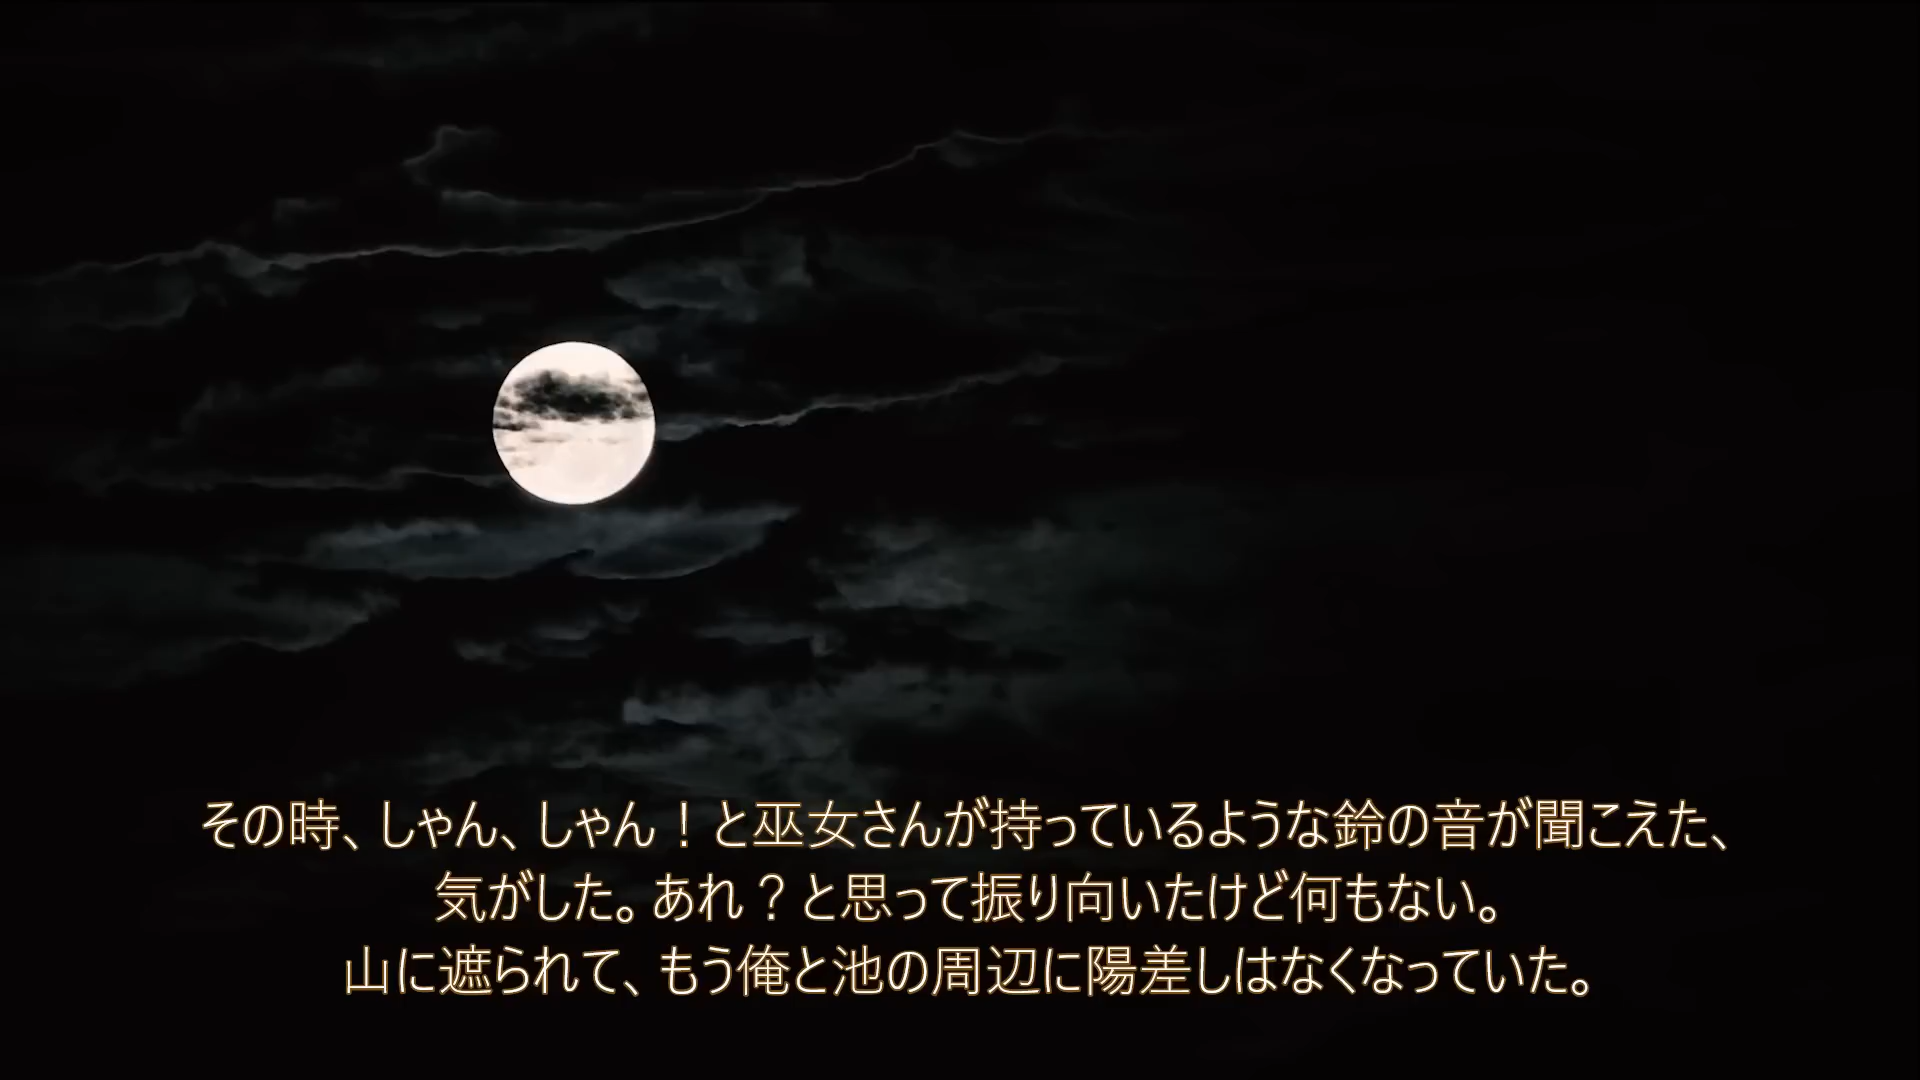 その時、しゃん、しゃん！と巫女さんが持っているような鈴の音が聞こえた、
気がした。あれ？と思って振り向いたけど何もない。
山に遮られて、もう俺と池の周辺に陽差しはなくなっていた。